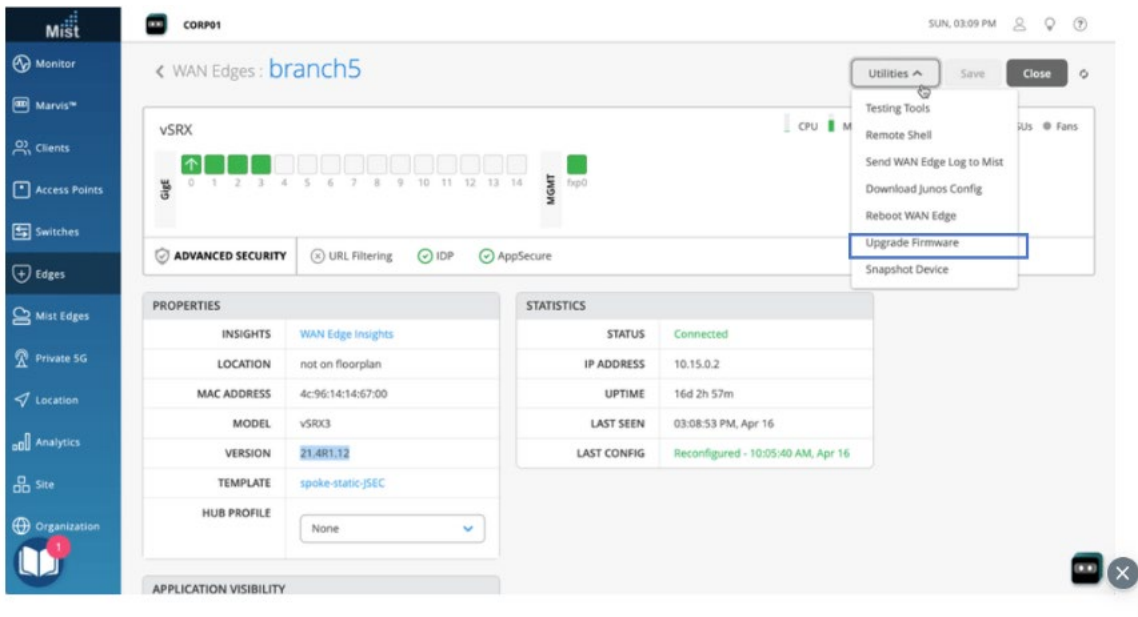 Mist
CORP01
SUN, 03:09 PM
Monitor
Marvis™
Clients
Access Points
Switches
Edges
Mist Edges
Private 5G
Location
Analytics
Site
Organization
1
WAN Edges : branch5
Utilities
Save
Close
Testing Tools
Remote Shell
Send WAN Edge Log to Mist
Download Junos Config
Reboot WAN Edge
Upgrade Firmware
Snapshot Device
vSRX
CPU
Fans
GigE
0 1 2 3 4 5 6 7 8 9 10 11 12 13 14
MGMT
fxp0
ADVANCED SECURITY URL Filtering IDP AppSecure
PROPERTIES
INSIGHTS WAN Edge Insights
LOCATION not on floorplan
MAC ADDRESS 4c:96:14:14:67:00
MODEL vSRX3
VERSION 21.4R1.12
TEMPLATE spoke-static-JSEC
HUB PROFILE None
APPLICATION VISIBILITY
STATISTICS
STATUS Connected
IP ADDRESS 10.15.0.2
UPTIME 16d 2h 57m
LAST SEEN 03:08:53 PM, Apr 16
LAST CONFIG Reconfigured - 10:05:40 AM, Apr 16